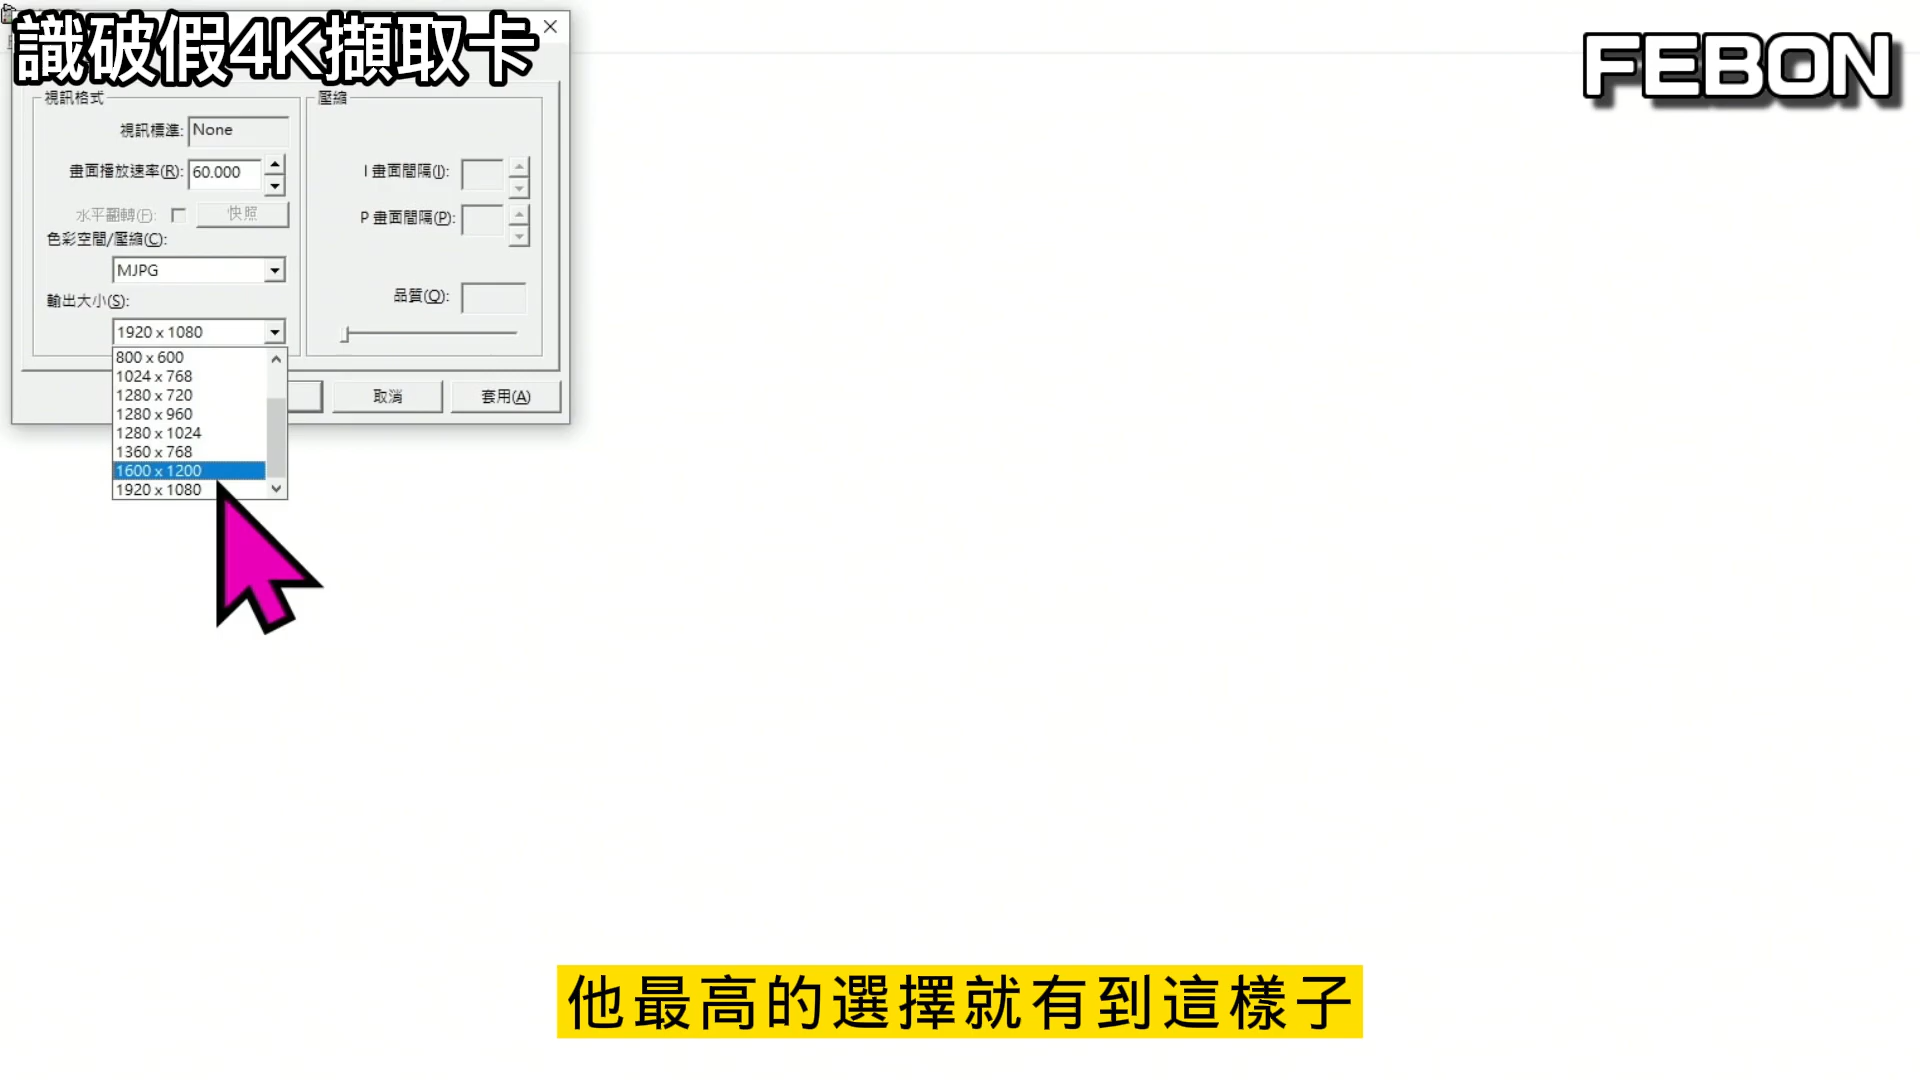 識破假4K擷取卡
FEBON
視訊格式
視訊標準: None
畫面播放速率(R): 60.000
水平翻轉(F): 快照
色彩空間/壓縮(C):
MJPG
輸出大小(S):
1920 x 1080
800 x 600
1024 x 768
1280 x 720
1280 x 960
1280 x 1024
1360 x 768
1600 x 1200
1920 x 1080
壓縮
I 畫面間隔(I):
P 畫面間隔(P):
品質(Q):
取消
套用(A)
他最高的選擇就有到這樣子